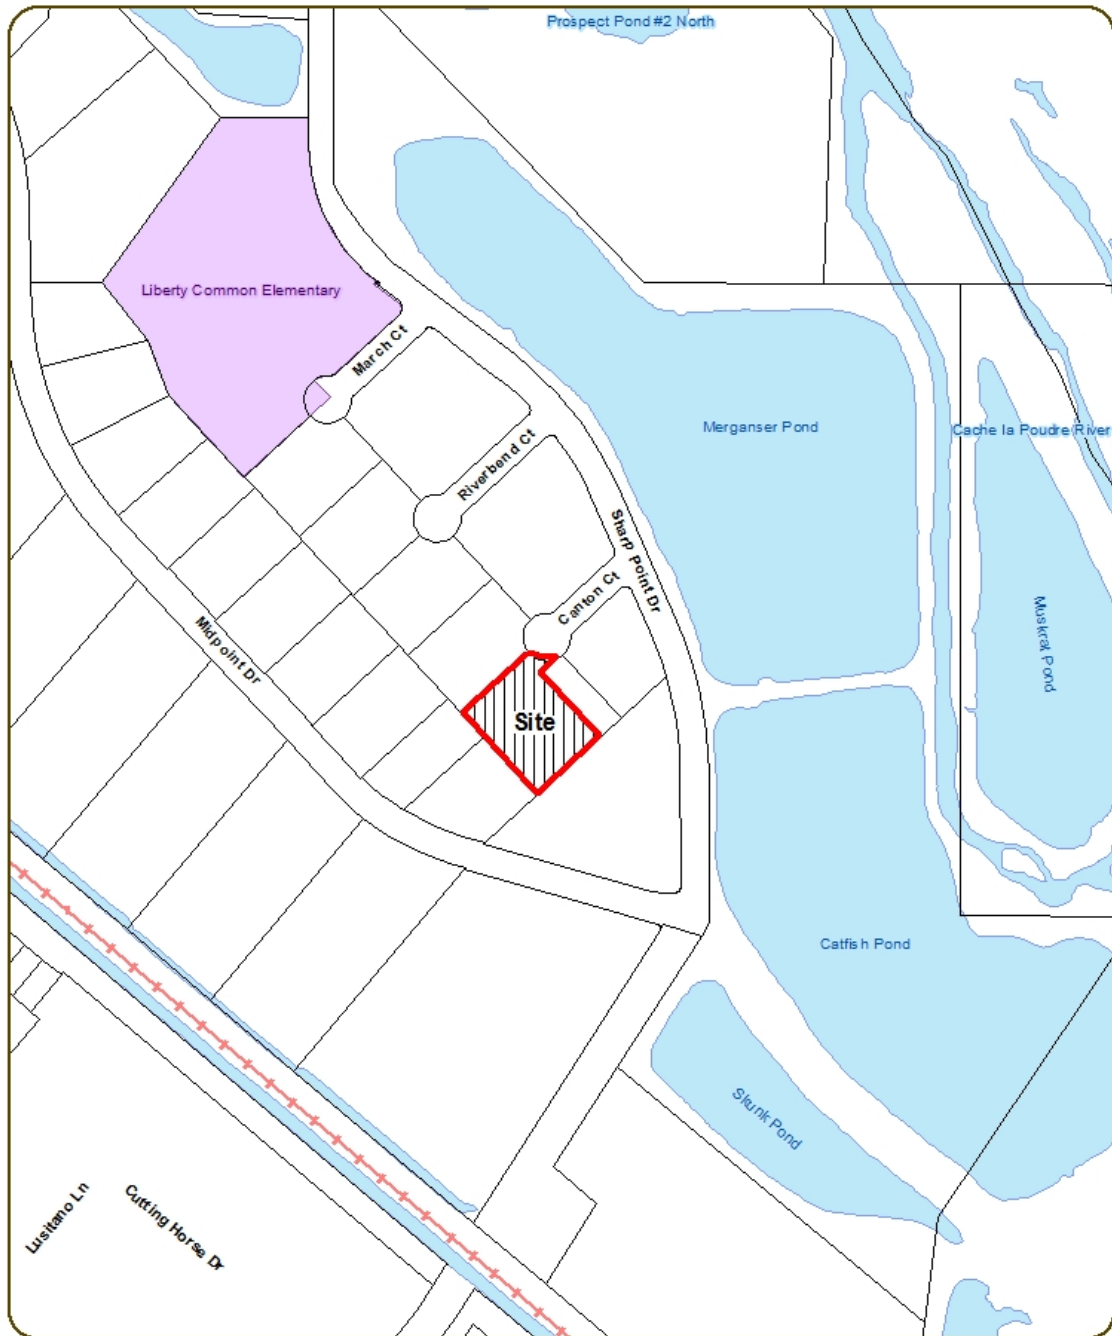 Prospect Pond #2 North
Liberty Common Elementary
March Ct
Merganser Pond
Cache la Poudre River
Riverbend Ct
Sharp Point Dr
Canton Ct
Muskrat Pond
Midpoint Dr
Site
Catfish Pond
Skunk Pond
Lusitano Ln
Cutting Horse Dr